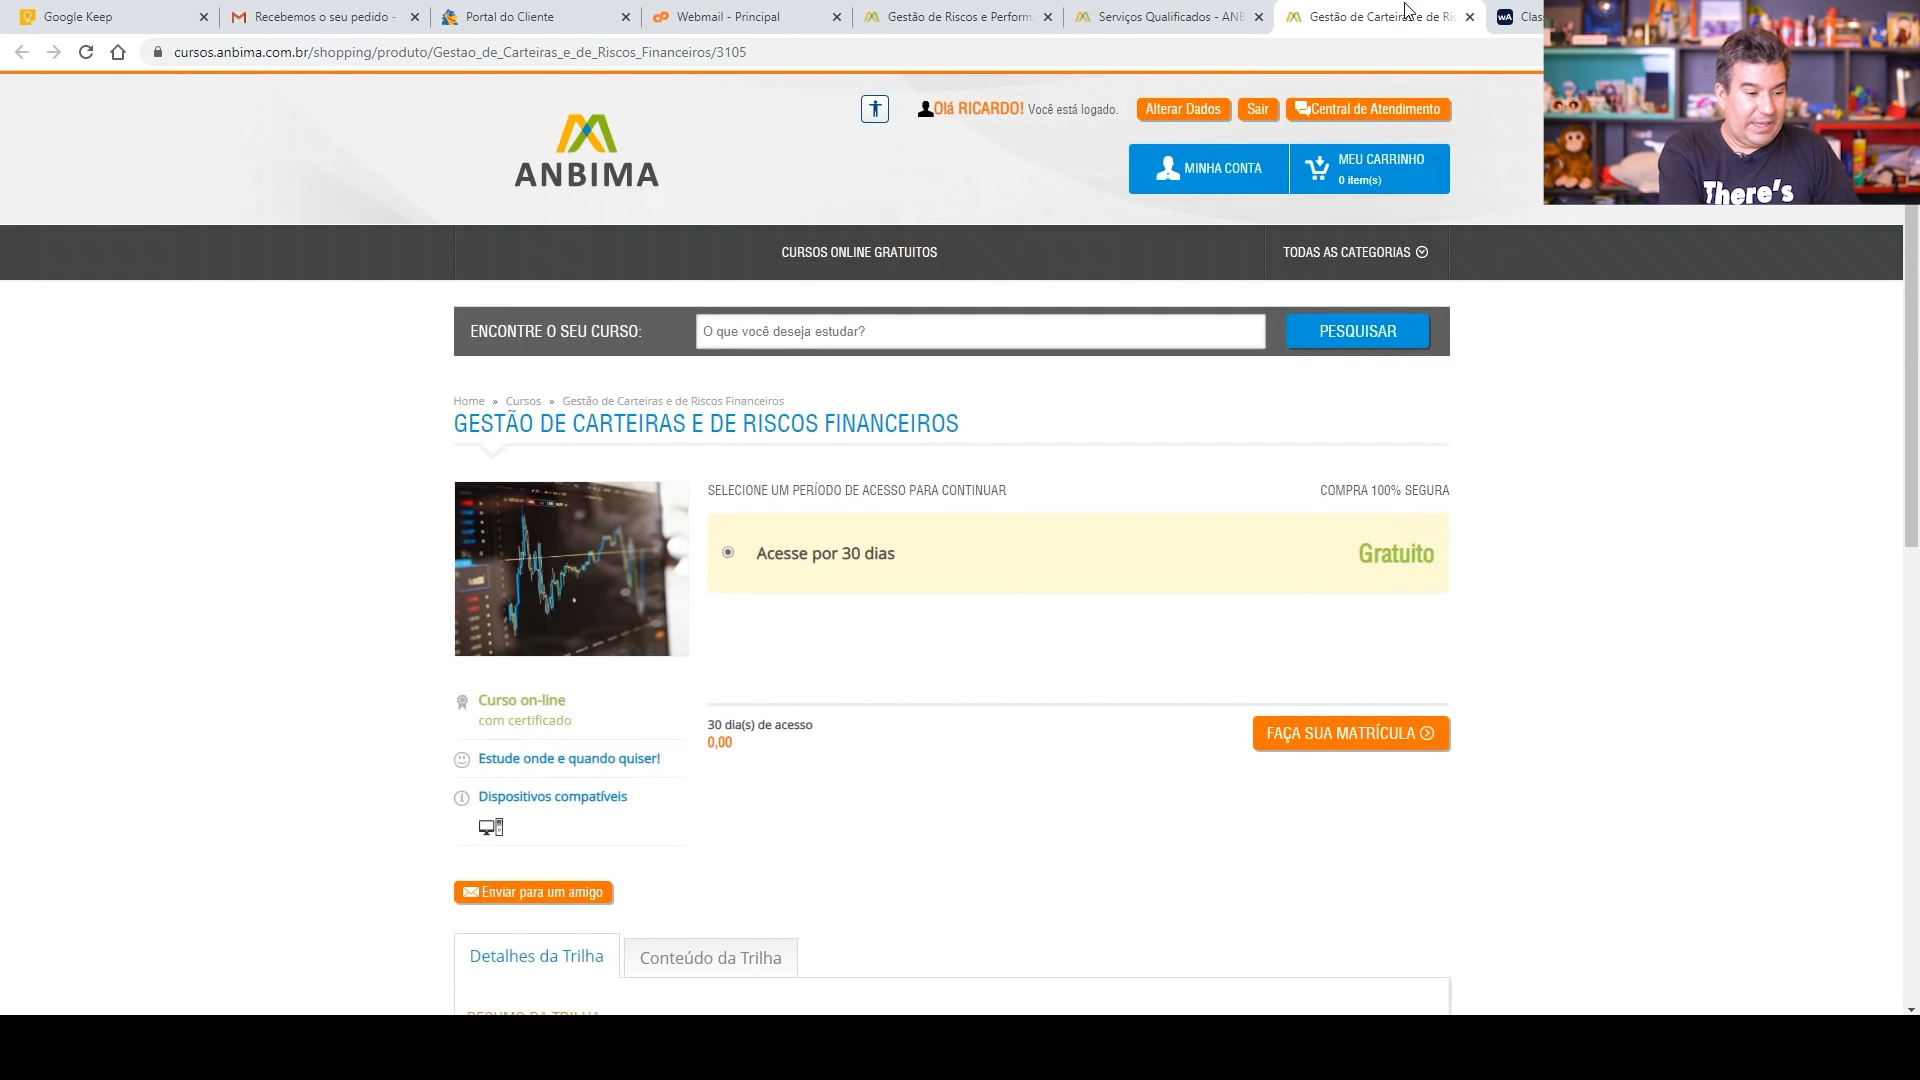 Google Keep
Recebemos o seu pedido -
Portal do Cliente
Webmail - Principal
Gestão de Riscos e Perform
Serviços Qualificados - ANB
Gestão de Carteiras e de Ris
wA Clas
cursos.anbima.com.br/shopping/produto/Gestao_de_Carteiras_e_de_Riscos_Financeiros/3105
Olá RICARDO! Você está logado.
Alterar Dados
Sair
Central de Atendimento
ANBIMA
MINHA CONTA
MEU CARRINHO
0 item(s)
There's
CURSOS ONLINE GRATUITOS
TODAS AS CATEGORIAS
ENCONTRE O SEU CURSO:
O que você deseja estudar?
PESQUISAR
Home » Cursos » Gestão de Carteiras e de Riscos Financeiros
GESTÃO DE CARTEIRAS E DE RISCOS FINANCEIROS
SELECIONE UM PERÍODO DE ACESSO PARA CONTINUAR
COMPRA 100% SEGURA
Acesse por 30 dias
Gratuito
Curso on-line
com certificado
30 dia(s) de acesso
0,00
FAÇA SUA MATRÍCULA
Estude onde e quando quiser!
Dispositivos compatíveis
Enviar para um amigo
Detalhes da Trilha
Conteúdo da Trilha
RESUMO DA TRILHA